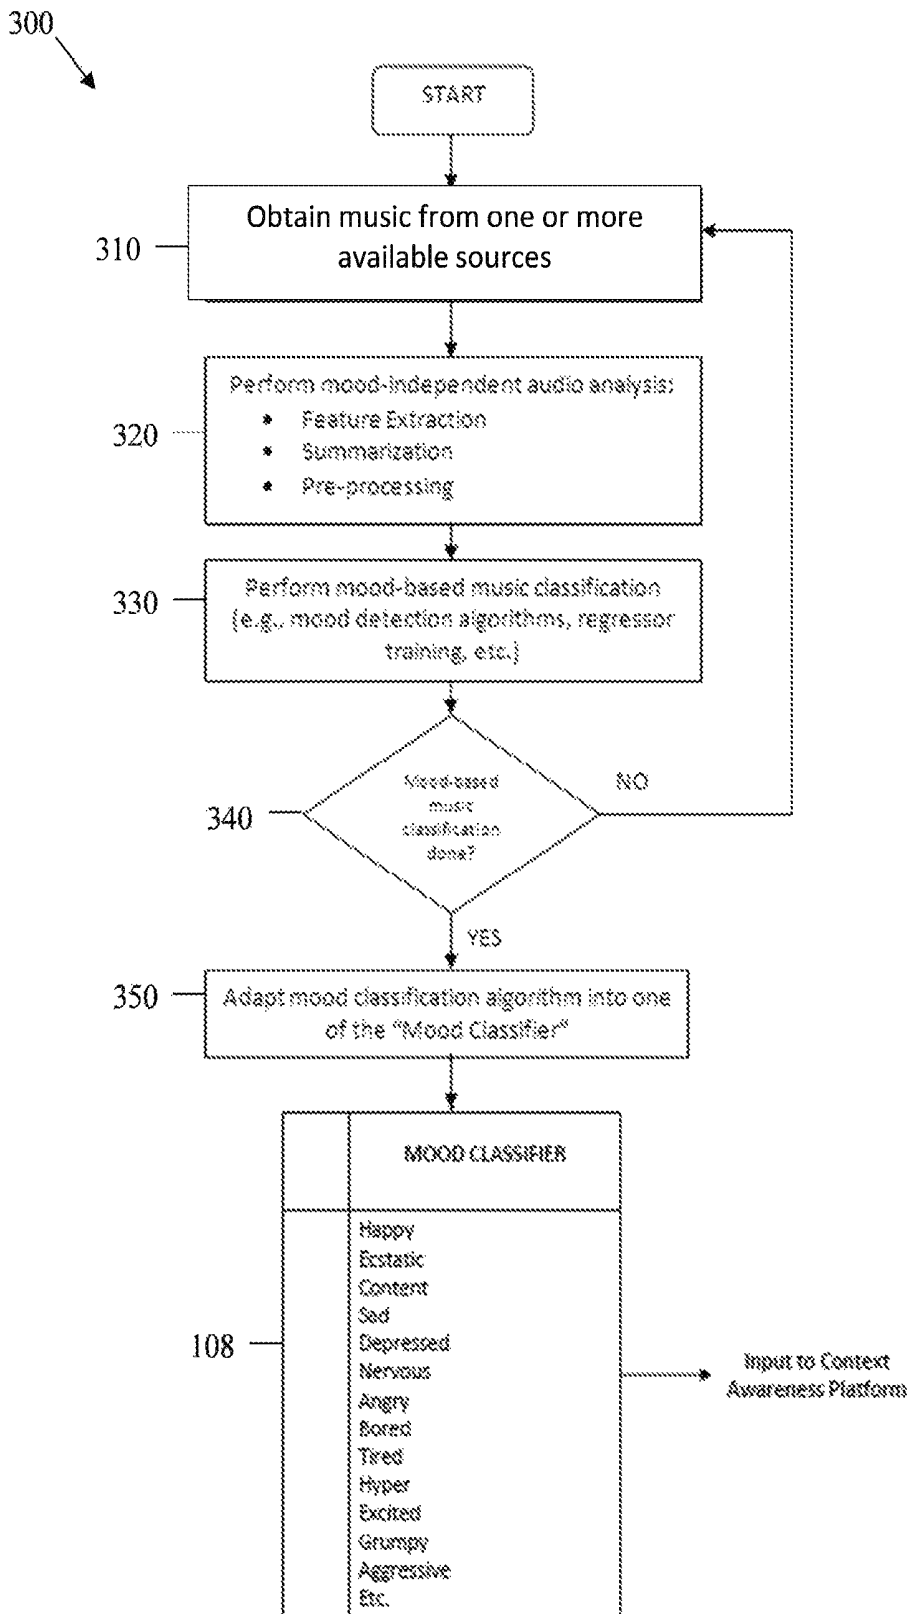 300
START
310
Obtain music from one or more
available sources
320
Perform mood-independent audio analysis:
• Feature Extraction
• Summarization
• Pre-processing
330
Perform mood-based music classification
(e.g., mood detection algorithms, regressor
training, etc.)
340
Mood-based
music
classification
done?
NO
YES
350
Adapt mood classification algorithm into one
of the "Mood Classifier"
MOOD CLASSIFIER
108
Happy
Ecstatic
Content
Sad
Depressed
Nervous
Angry
Bored
Tired
Hyper
Excited
Grumpy
Aggressive
Etc.
Input to Context
Awareness Platform